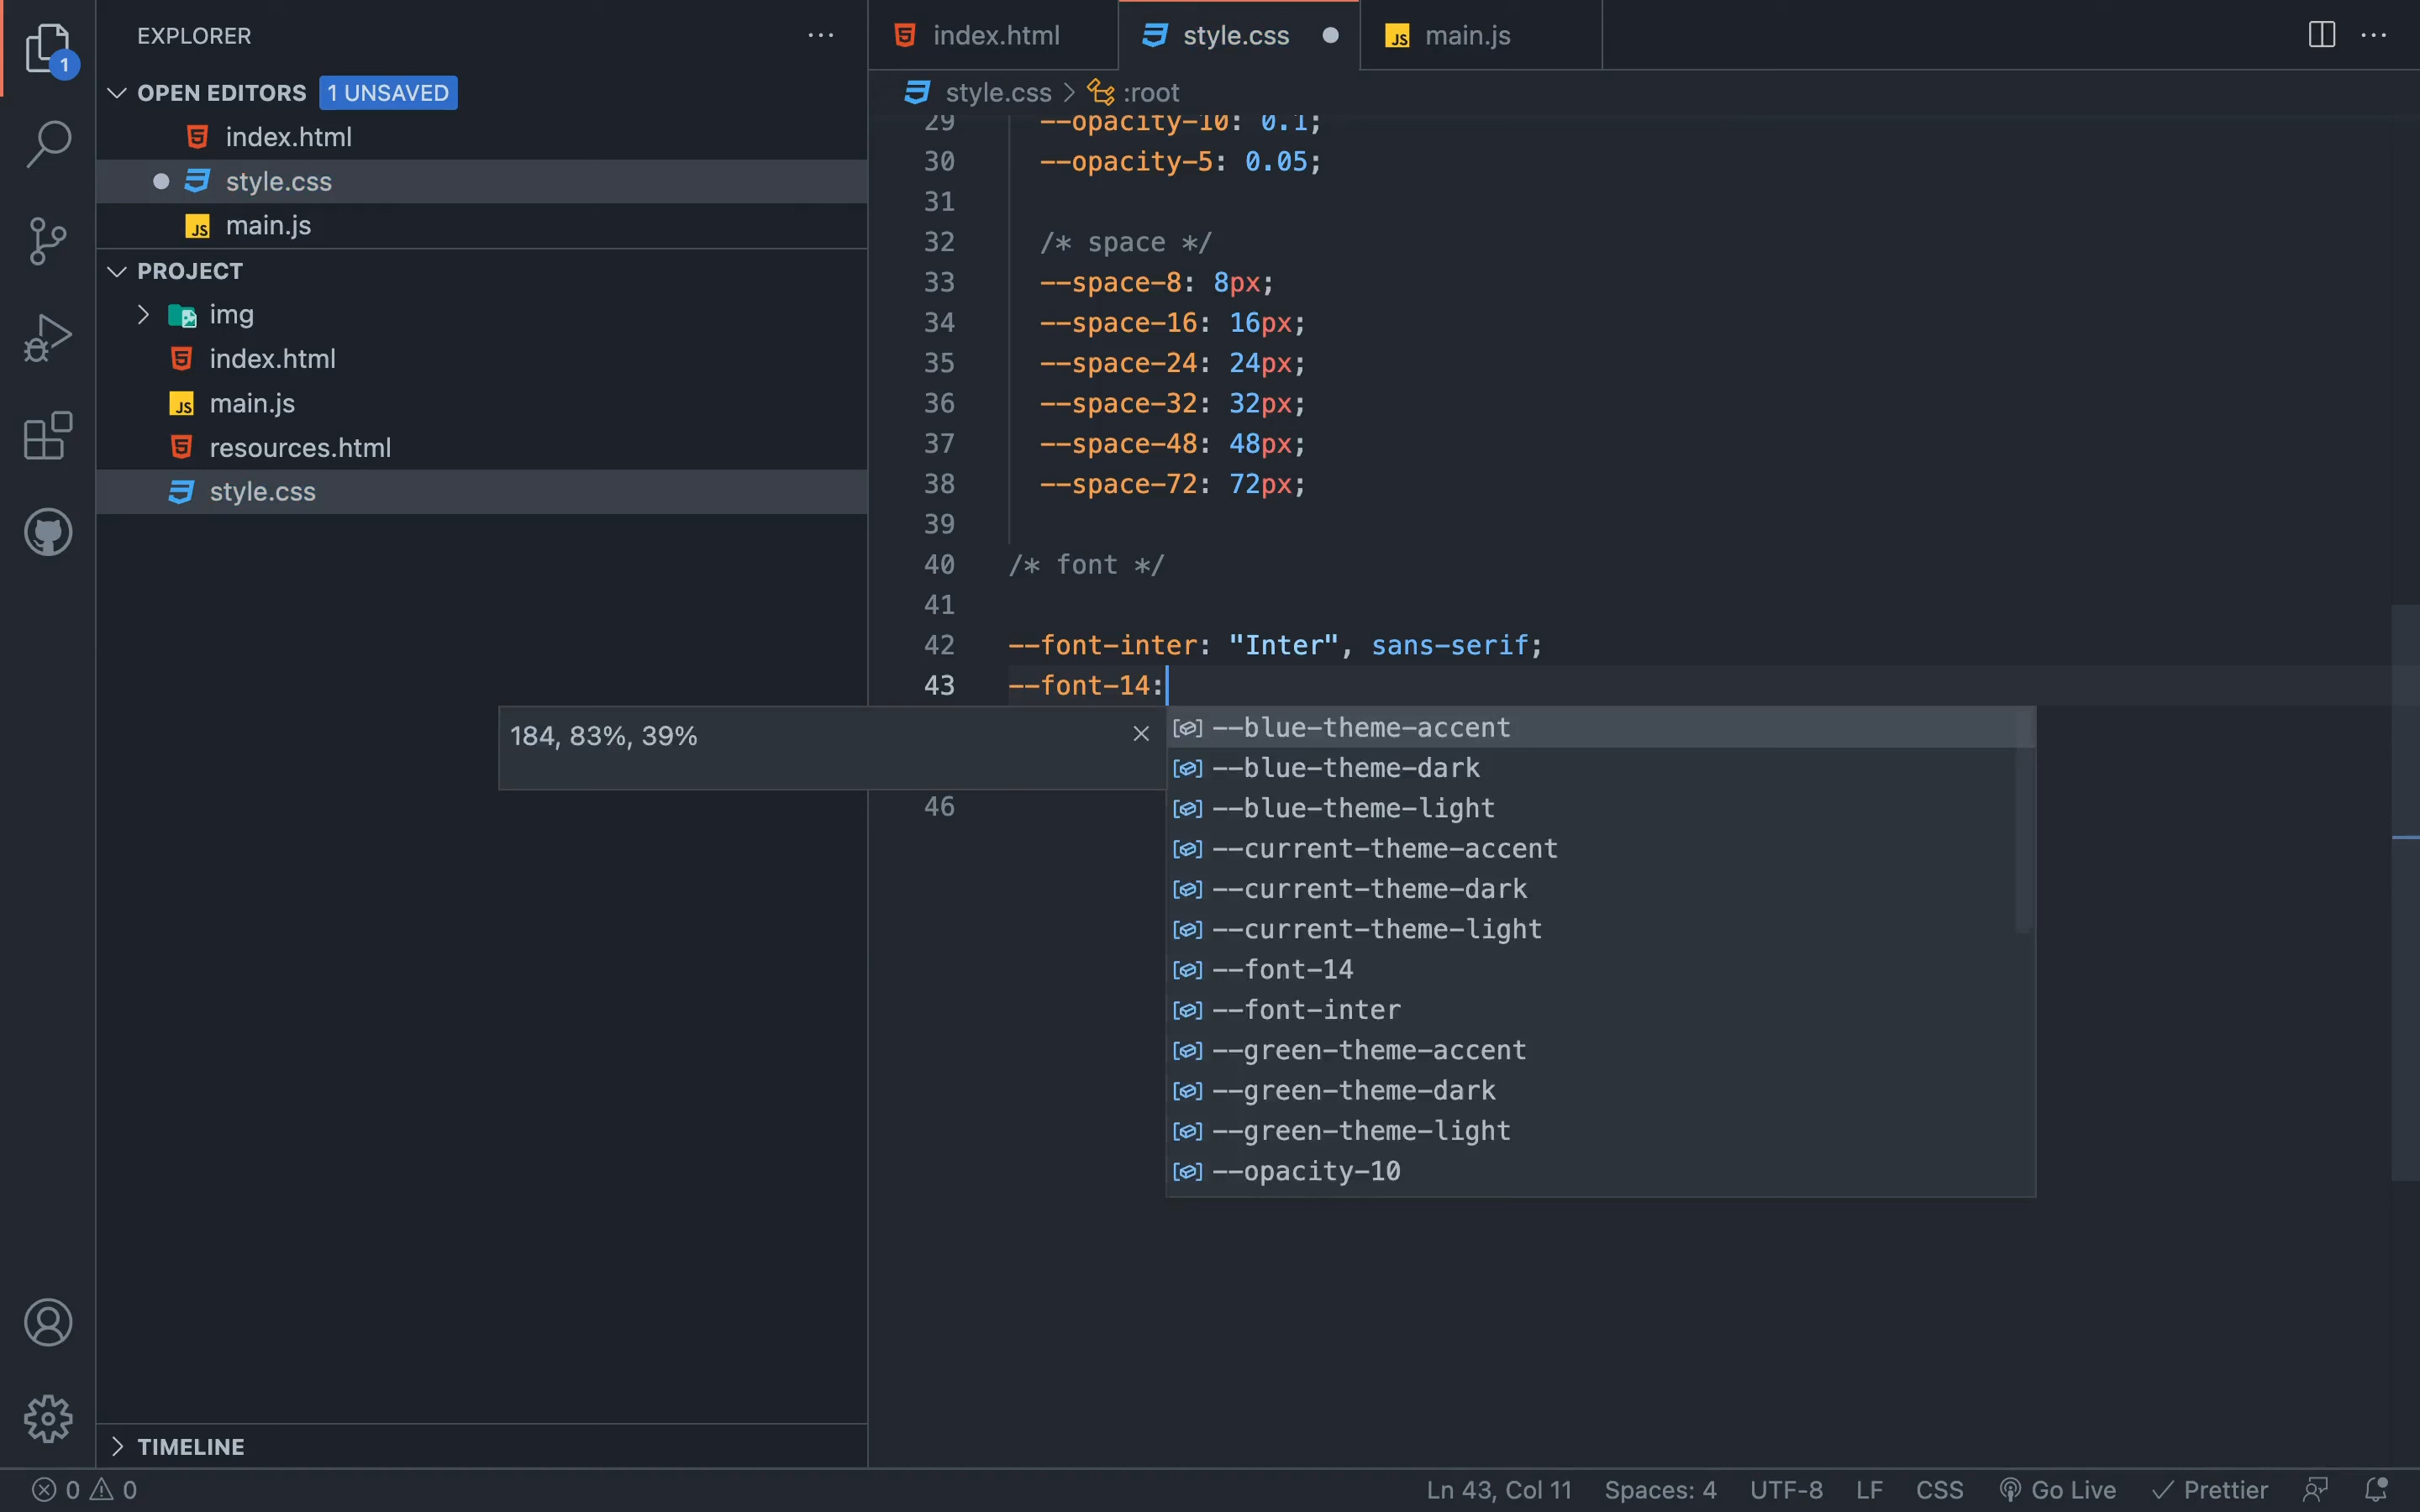 EXPLORER
1
OPEN EDITORS 1 UNSAVED
index.html
style.css
JS main.js
PROJECT
img
index.html
JS main.js
resources.html
style.css
TIMELINE
index.html
style.css
JS main.js
style.css > :root
29 --opacity-10: 0.1;
30 --opacity-5: 0.05;
31
32 /* space */
33 --space-8: 8px;
34 --space-16: 16px;
35 --space-24: 24px;
36 --space-32: 32px;
37 --space-48: 48px;
38 --space-72: 72px;
39
40 /* font */
41
42 --font-inter: "Inter", sans-serif;
43 --font-14:
184, 83%, 39%
46
--blue-theme-accent
--blue-theme-dark
--blue-theme-light
--current-theme-accent
--current-theme-dark
--current-theme-light
--font-14
--font-inter
--green-theme-accent
--green-theme-dark
--green-theme-light
--opacity-10
0 0
Ln 43, Col 11 Spaces: 4 UTF-8 LF CSS Go Live Prettier